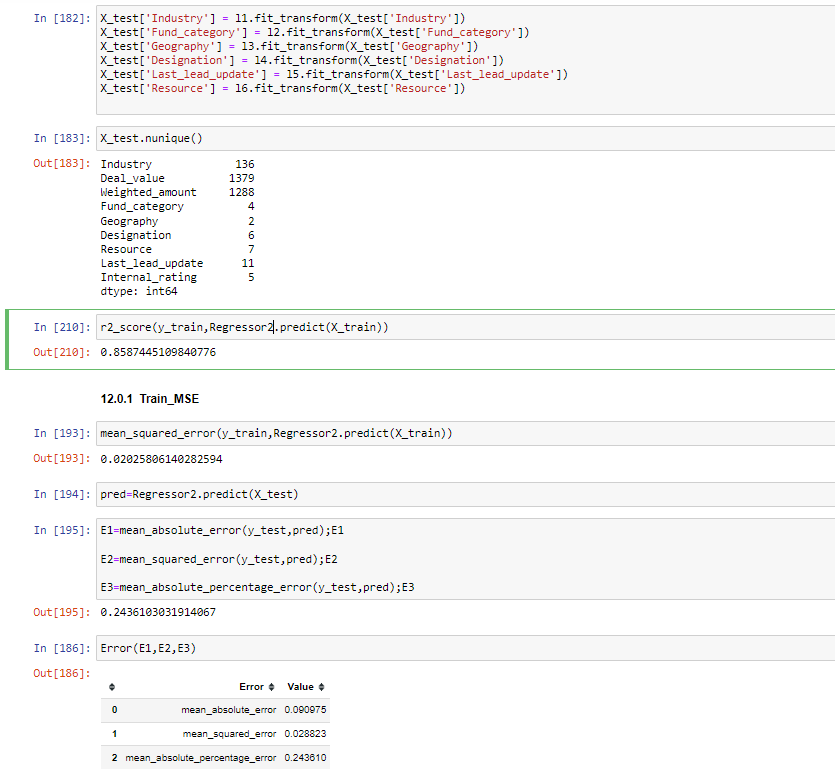 In [182]: X_test['Industry'] = l1.fit_transform(X_test['Industry'])
X_test['Fund_category'] = l2.fit_transform(X_test['Fund_category'])
X_test['Geography'] = l3.fit_transform(X_test['Geography'])
X_test['Designation'] = l4.fit_transform(X_test['Designation'])
X_test['Last_lead_update'] = l5.fit_transform(X_test['Last_lead_update'])
X_test['Resource'] = l6.fit_transform(X_test['Resource'])
In [183]: X_test.nunique()
Out[183]: Industry 136
Deal_value 1379
Weighted_amount 1288
Fund_category 4
Geography 2
Designation 6
Resource 7
Last_lead_update 11
Internal_rating 5
dtype: int64
In [210]: r2_score(y_train,Regressor2.predict(X_train))
Out[210]: 0.8587445109840776
12.0.1 Train_MSE
In [193]: mean_squared_error(y_train,Regressor2.predict(X_train))
Out[193]: 0.02025806140282594
In [194]: pred=Regressor2.predict(X_test)
In [195]: E1=mean_absolute_error(y_test,pred);E1
E2=mean_squared_error(y_test,pred);E2
E3=mean_absolute_percentage_error(y_test,pred);E3
Out[195]: 0.2436103031914067
In [186]: Error(E1,E2,E3)
Out[186]:
Error Value
0 mean_absolute_error 0.090975
1 mean_squared_error 0.028823
2 mean_absolute_percentage_error 0.243610